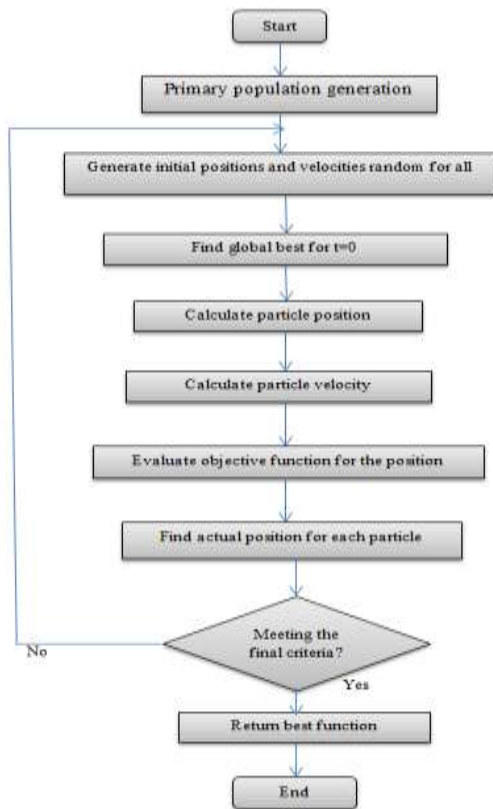 Start
Primary population generation
Generate initial positions and velocities random for all
Find global best for t=0
Calculate particle position
Calculate particle velocity
Evaluate objective function for the position
Find actual position for each particle
Meeting the
final criteria?
No
Yes
Return best function
End